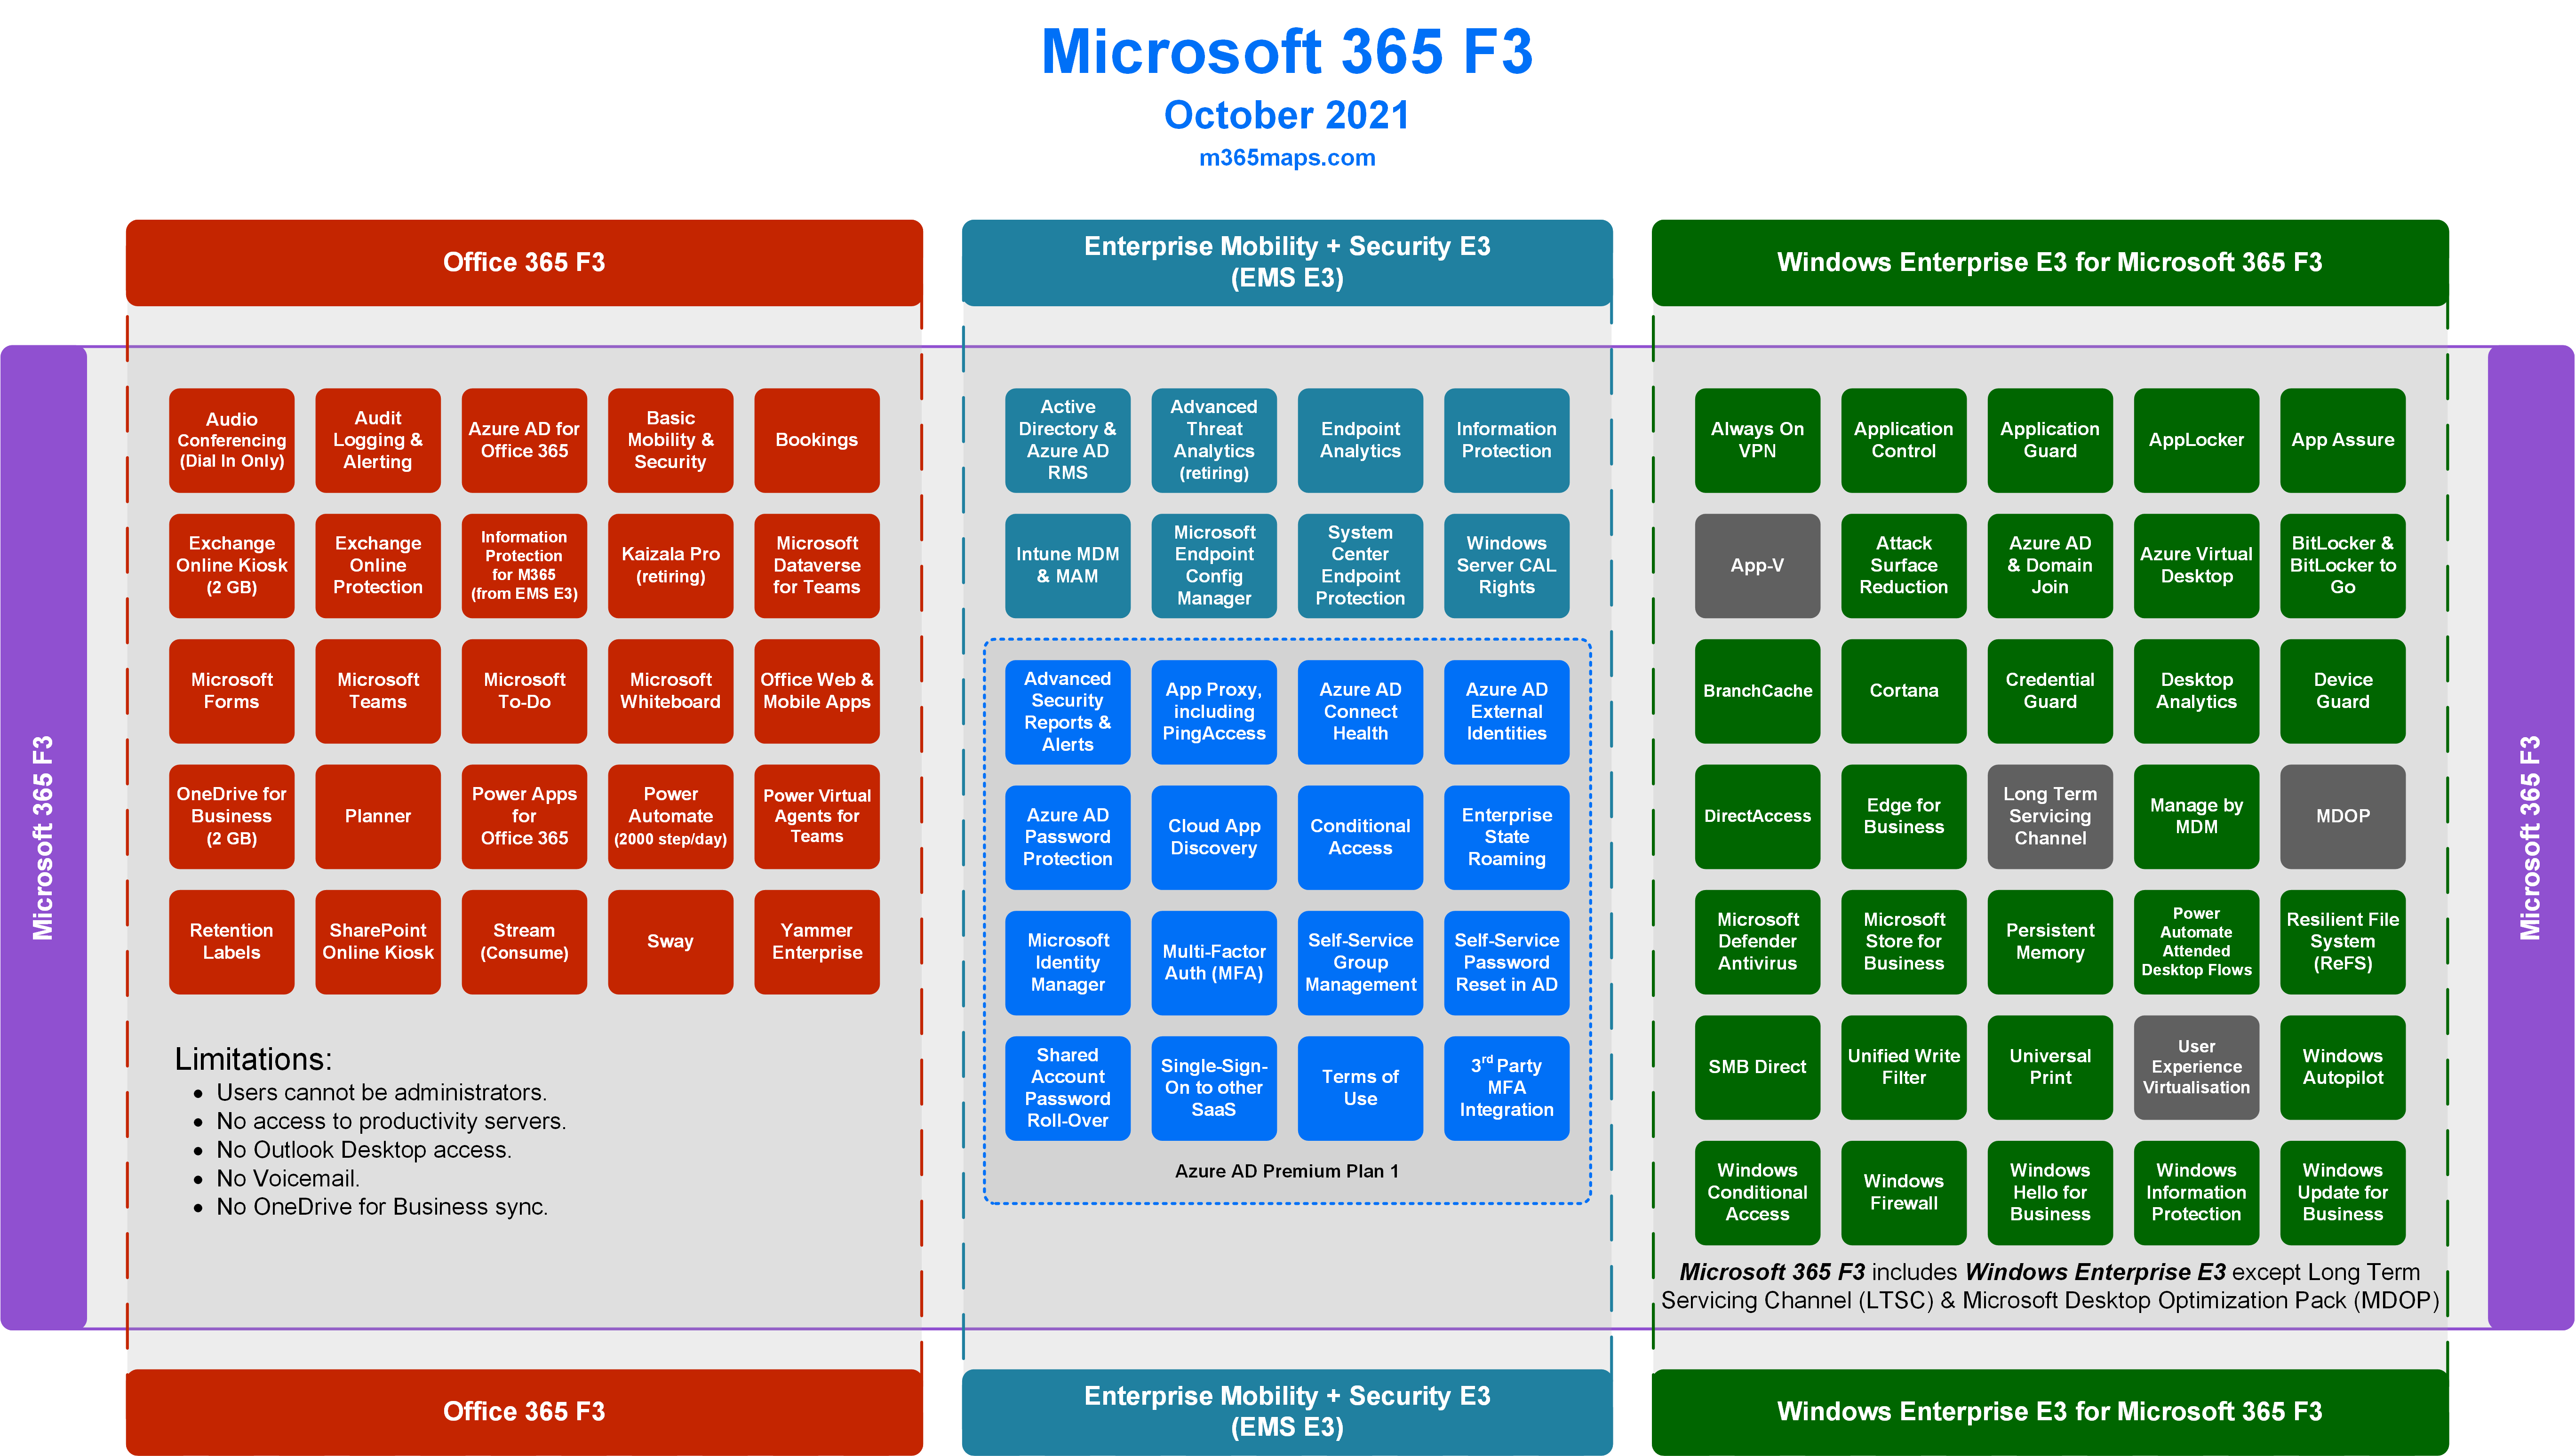 Microsoft 365 F3
October 2021
m365maps.com
Office 365 F3
Enterprise Mobility + Security E3
(EMS E3)
Windows Enterprise E3 for Microsoft 365 F3
Microsoft 365 F3
Audio
Conferencing
(Dial In Only)
Audit
Logging &
Alerting
Azure AD for
Office 365
Basic
Mobility &
Security
Bookings
Exchange
Online Kiosk
(2 GB)
Exchange
Online
Protection
Information
Protection
for M365
(from EMS E3)
Kaizala Pro
(retiring)
Microsoft
Dataverse
for Teams
Microsoft
Forms
Microsoft
Teams
Microsoft
To-Do
Microsoft
Whiteboard
Office Web &
Mobile Apps
OneDrive for
Business
(2 GB)
Planner
Power Apps
for
Office 365
Power
Automate
(2000 step/day)
Power Virtual
Agents for
Teams
Retention
Labels
SharePoint
Online Kiosk
Stream
(Consume)
Sway
Yammer
Enterprise
Limitations:
• Users cannot be administrators.
• No access to productivity servers.
• No Outlook Desktop access.
• No Voicemail.
• No OneDrive for Business sync.
Active
Directory &
Azure AD
RMS
Advanced
Threat
Analytics
(retiring)
Endpoint
Analytics
Information
Protection
Intune MDM
& MAM
Microsoft
Endpoint
Config
Manager
System
Center
Endpoint
Protection
Windows
Server CAL
Rights
Advanced
Security
Reports &
Alerts
App Proxy,
including
PingAccess
Azure AD
Connect
Health
Azure AD
External
Identities
Azure AD
Password
Protection
Cloud App
Discovery
Conditional
Access
Enterprise
State
Roaming
Microsoft
Identity
Manager
Multi-Factor
Auth (MFA)
Self-Service
Group
Management
Self-Service
Password
Reset in AD
Shared
Account
Password
Roll-Over
Single-Sign-
On to other
SaaS
Terms of
Use
3rd Party
MFA
Integration
Azure AD Premium Plan 1
Always On
VPN
Application
Control
Application
Guard
AppLocker
App Assure
App-V
Attack
Surface
Reduction
Azure AD
& Domain
Join
Azure Virtual
Desktop
BitLocker &
BitLocker to
Go
BranchCache
Cortana
Credential
Guard
Desktop
Analytics
Device
Guard
DirectAccess
Edge for
Business
Long Term
Servicing
Channel
Manage by
MDM
MDOP
Microsoft
Defender
Antivirus
Microsoft
Store for
Business
Persistent
Memory
Power
Automate
Attended
Desktop Flows
Resilient File
System
(ReFS)
SMB Direct
Unified Write
Filter
Universal
Print
User
Experience
Virtualisation
Windows
Autopilot
Windows
Conditional
Access
Windows
Firewall
Windows
Hello for
Business
Windows
Information
Protection
Windows
Update for
Business
Microsoft 365 F3 includes Windows Enterprise E3 except Long Term
Servicing Channel (LTSC) & Microsoft Desktop Optimization Pack (MDOP)
Microsoft 365 F3
Office 365 F3
Enterprise Mobility + Security E3
(EMS E3)
Windows Enterprise E3 for Microsoft 365 F3